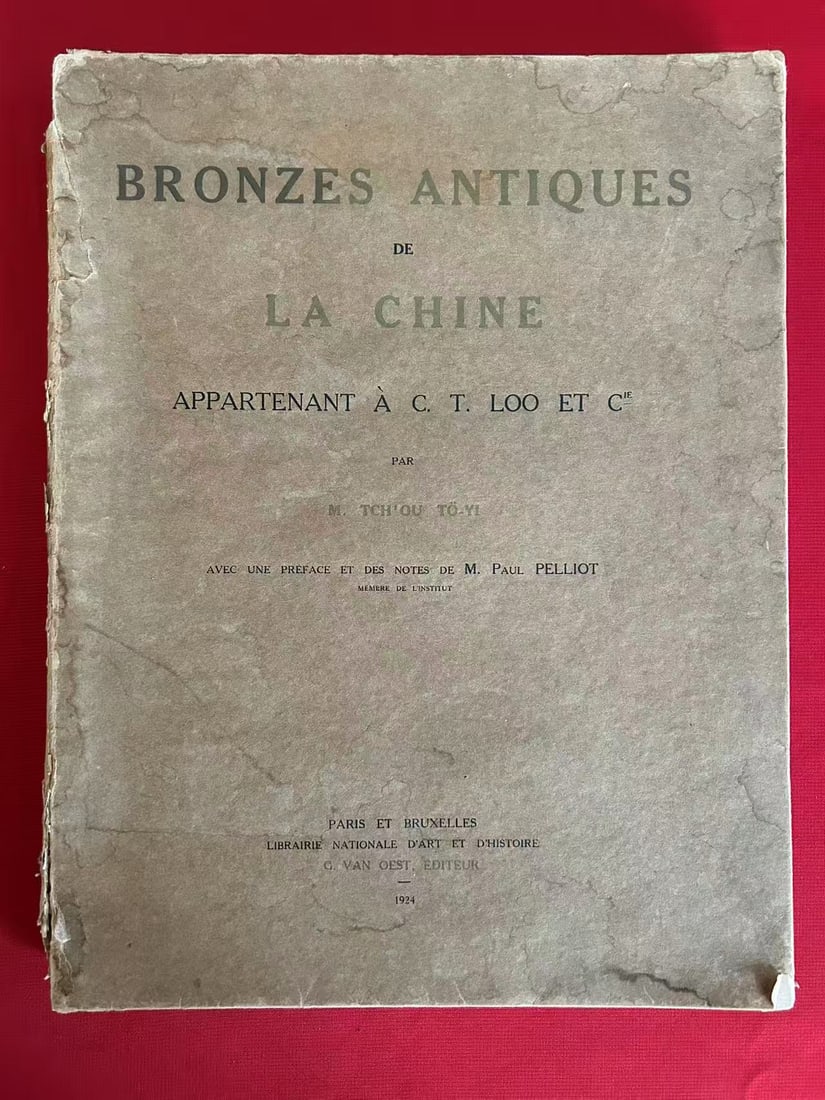 BRONZES ANTIQUES
DE
LA CHINE
APPARTENANT À C. T. LOO ET Cᴵᴱ
PAR
M. TCH'OU TÖ-YI
AVEC UNE PRÉFACE ET DES NOTES DE M. PAUL PELLIOT
MEMBRE DE L'INSTITUT
PARIS ET BRUXELLES
LIBRAIRIE NATIONALE D'ART ET D'HISTOIRE
G. VAN OEST, ÉDITEUR
1924